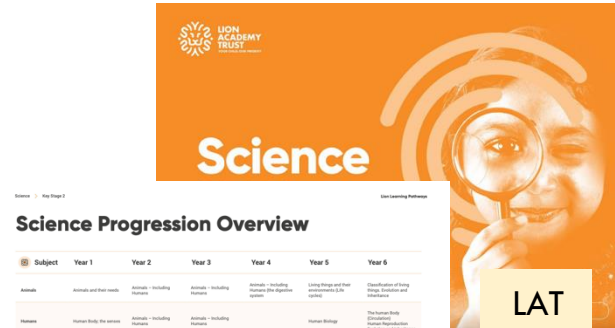 LION
ACADEMY
TRUST
Science
Science | Key Stage 2
Lion Learning Pathways
Science Progression Overview
Subject Year 1 Year 2 Year 3 Year 4 Year 5 Year 6
Animals Animals and their needs Animals – including Humans Animals – including Humans Animals – including Humans (the digestive system Living things and their environments (Life cycles) Classification of living things. Evolution and Inheritance
Humans Human Body; the senses Animals – including Humans Animals – including Humans Human Biology The human Body (Circulation) Human Reproduction
LAT